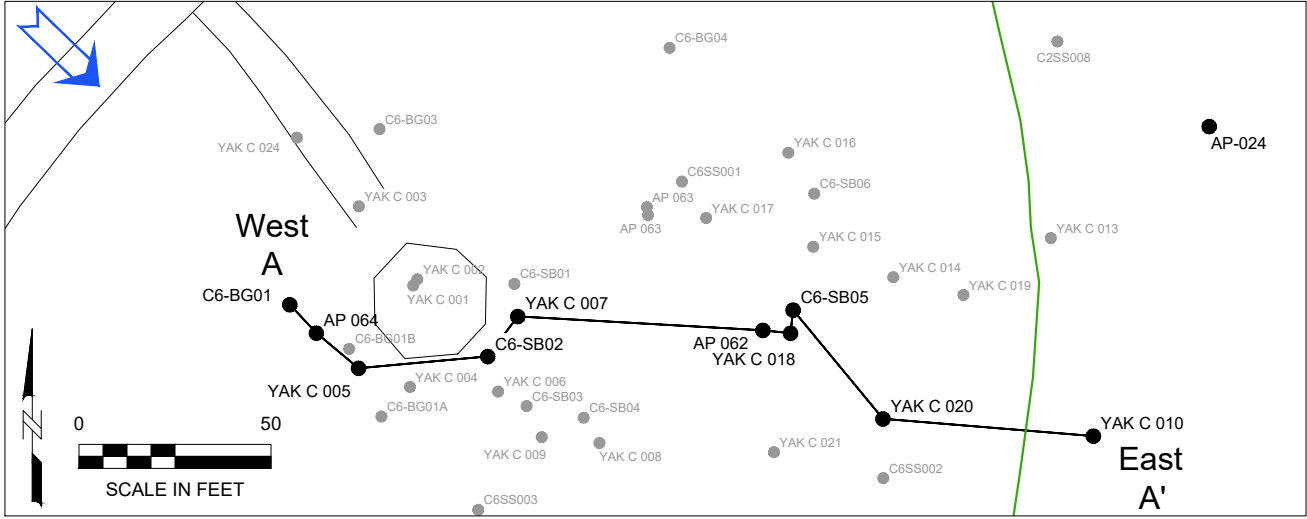 C6-BG04
C2SS008
C6-BG03
AP-024
YAK C 024
YAK C 016
C6SS001
C6-SB06
YAK C 003
AP 063
YAK C 017
AP 063
West
A
YAK C 015
YAK C 013
YAK C 002
C6-SB01
YAK C 014
C6-BG01
YAK C 001
YAK C 019
C6-SB05
YAK C 007
AP 064
C6-BG01B
C6-SB02
AP 062
YAK C 018
YAK C 005
YAK C 004
YAK C 006
C6-SB03
C6-BG01A
C6-SB04
YAK C 020
YAK C 010
0
50
YAK C 009
YAK C 008
YAK C 021
East
A'
C6SS002
SCALE IN FEET
C6SS003
N